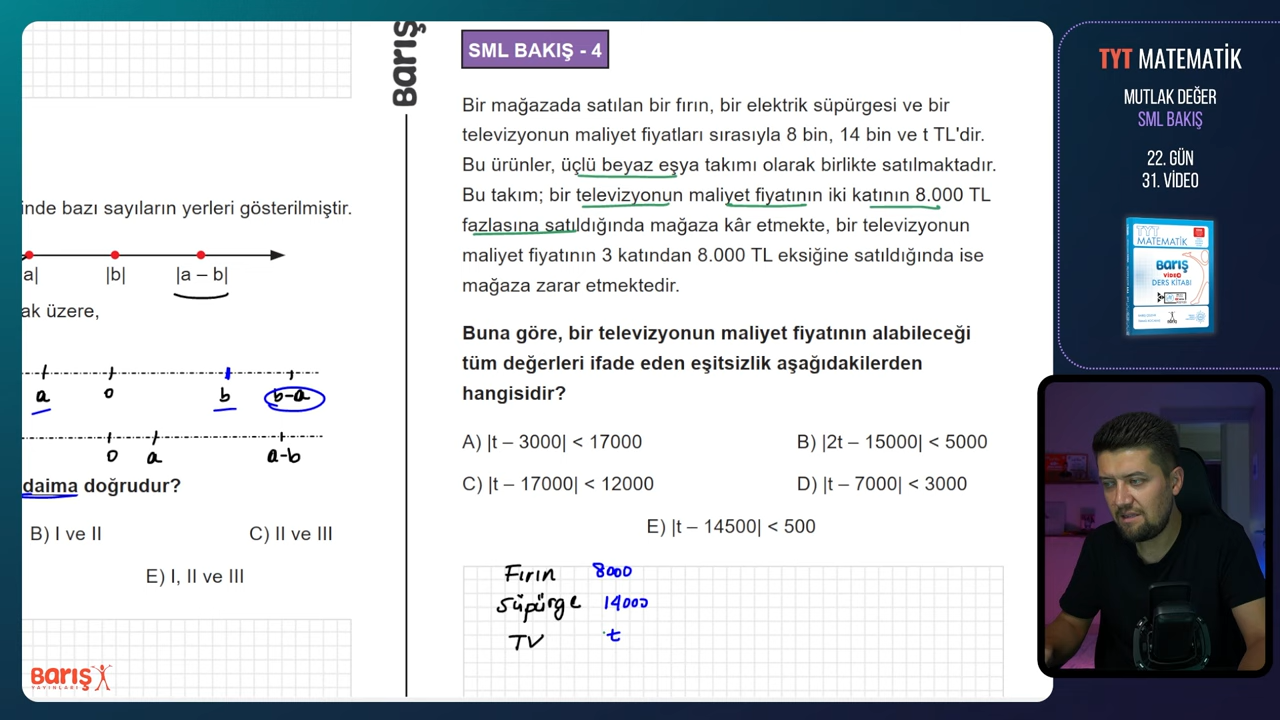 Barış
inde bazı sayıların yerleri gösterilmiştir.
a| |b| |a – b|
ak üzere,
a 0 b b-a
0 a a-b
daima doğrudur?
B) I ve II C) II ve III
E) I, II ve III
BARIŞ
YAYINLARI
SML BAKIŞ - 4
Bir mağazada satılan bir fırın, bir elektrik süpürgesi ve bir
televizyonun maliyet fiyatları sırasıyla 8 bin, 14 bin ve t TL'dir.
Bu ürünler, üçlü beyaz eşya takımı olarak birlikte satılmaktadır.
Bu takım; bir televizyonun maliyet fiyatının iki katının 8.000 TL
fazlasına satıldığında mağaza kâr etmekte, bir televizyonun
maliyet fiyatının 3 katından 8.000 TL eksiğine satıldığında ise
mağaza zarar etmektedir.
Buna göre, bir televizyonun maliyet fiyatının alabileceği
tüm değerleri ifade eden eşitsizlik aşağıdakilerden
hangisidir?
A) |t – 3000| < 17000 B) |2t – 15000| < 5000
C) |t – 17000| < 12000 D) |t – 7000| < 3000
E) |t – 14500| < 500
Fırın 8000
Süpürge 14000
TV t
TYT MATEMATİK
MUTLAK DEĞER
SML BAKIŞ
22. GÜN
31. VİDEO
TYT
MATEMATİK
BARIŞ
VİDEO
DERS KİTABI